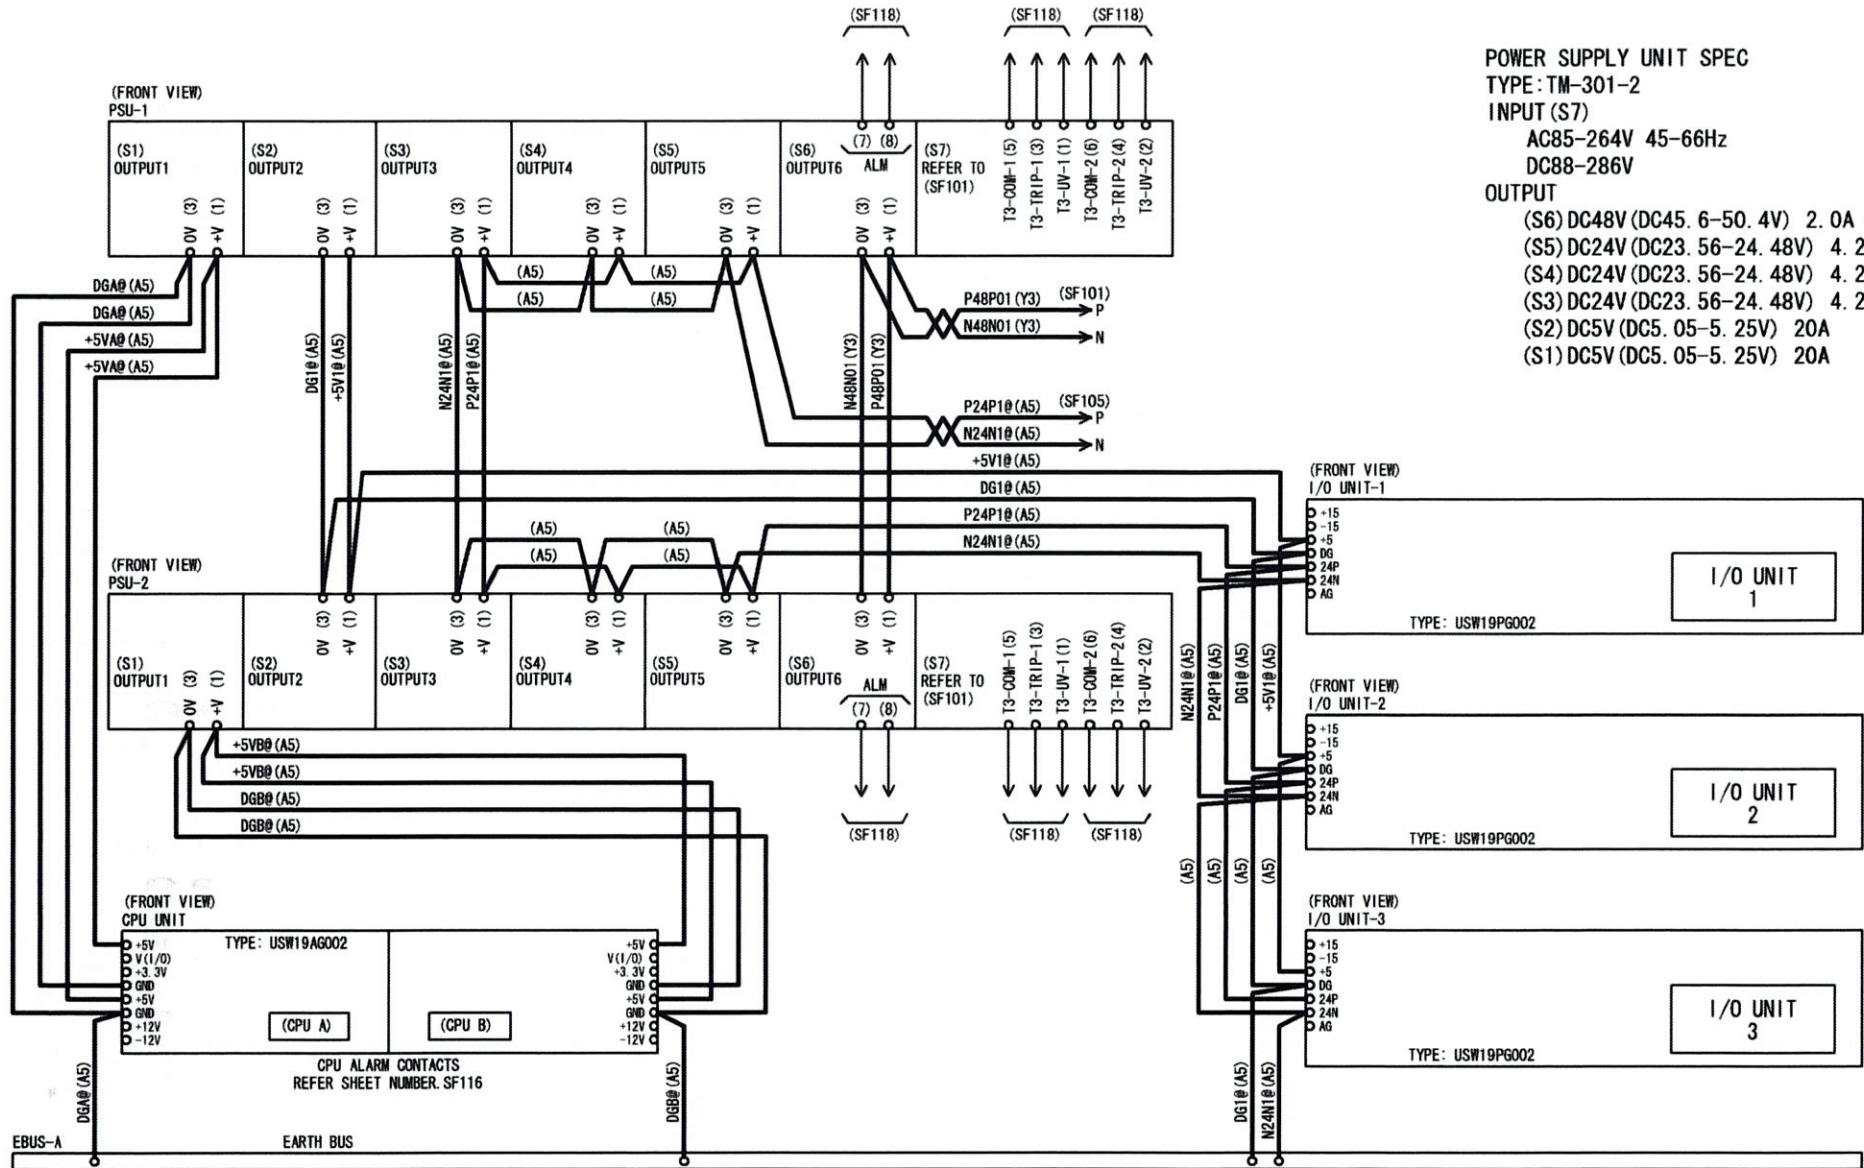 (SF118)
(SF118)
(SF118)
POWER SUPPLY UNIT SPEC
TYPE:TM-301-2
INPUT(S7)
AC85-264V 45-66Hz
DC88-286V
OUTPUT
(S6)DC48V(DC45.6-50.4V) 2.0A
(S5)DC24V(DC23.56-24.48V) 4.2
(S4)DC24V(DC23.56-24.48V) 4.2
(S3)DC24V(DC23.56-24.48V) 4.2
(S2)DC5V(DC5.05-5.25V) 20A
(S1)DC5V(DC5.05-5.25V) 20A
(FRONT VIEW)
PSU-1
(S1)
OUTPUT1
0V (3)
+V (1)
(S2)
OUTPUT2
0V (3)
+V (1)
(S3)
OUTPUT3
0V (3)
+V (1)
(S4)
OUTPUT4
0V (3)
+V (1)
(S5)
OUTPUT5
0V (3)
+V (1)
(S6)
OUTPUT6
(7) (8)
ALM
0V (3)
+V (1)
(S7)
REFER TO
(SF101)
T3-COM-1(5)
T3-TRIP-1(3)
T3-UV-1(1)
T3-COM-2(6)
T3-TRIP-2(4)
T3-UV-2(2)
DGA@(A5)
DGA@(A5)
+5VA@(A5)
+5VA@(A5)
DG1@(A5)
+5V1@(A5)
N24N1@(A5)
P24P1@(A5)
(A5)
(A5)
(A5)
(A5)
N48N01(Y3)
P48P01(Y3)
P48P01(Y3)
(SF101)
P
N48N01(Y3)
N
P24P1@(A5)
(SF105)
P
N24N1@(A5)
N
+5V1@(A5)
DG1@(A5)
P24P1@(A5)
N24N1@(A5)
(A5)
(A5)
(A5)
(A5)
(FRONT VIEW)
PSU-2
(S1)
OUTPUT1
0V (3)
+V (1)
(S2)
OUTPUT2
0V (3)
+V (1)
(S3)
OUTPUT3
0V (3)
+V (1)
(S4)
OUTPUT4
0V (3)
+V (1)
(S5)
OUTPUT5
0V (3)
+V (1)
(S6)
OUTPUT6
0V (3)
+V (1)
ALM
(7) (8)
(S7)
REFER TO
(SF101)
T3-COM-1(5)
T3-TRIP-1(3)
T3-UV-1(1)
T3-COM-2(6)
T3-TRIP-2(4)
T3-UV-2(2)
(SF118)
(SF118)
(SF118)
+5VB@(A5)
+5VB@(A5)
DGB@(A5)
DGB@(A5)
(FRONT VIEW)
I/O UNIT-1
+15
-15
+5
DG
24P
24N
AG
I/O UNIT
1
TYPE: USW19PG002
N24N1@(A5)
P24P1@(A5)
DG1@(A5)
+5V1@(A5)
(FRONT VIEW)
I/O UNIT-2
+15
-15
+5
DG
24P
24N
AG
I/O UNIT
2
TYPE: USW19PG002
(A5)
(A5)
(A5)
(A5)
(FRONT VIEW)
I/O UNIT-3
+15
-15
+5
DG
24P
24N
AG
I/O UNIT
3
TYPE: USW19PG002
(FRONT VIEW)
CPU UNIT
TYPE: USW19AG002
+5V
V(I/O)
+3.3V
GND
+5V
GND
+12V
-12V
(CPU A)
(CPU B)
+5V
V(I/O)
+3.3V
GND
+5V
GND
+12V
-12V
CPU ALARM CONTACTS
REFER SHEET NUMBER.SF116
DGA@(A5)
DGB@(A5)
DG1@(A5)
N24N1@(A5)
EBUS-A
EARTH BUS